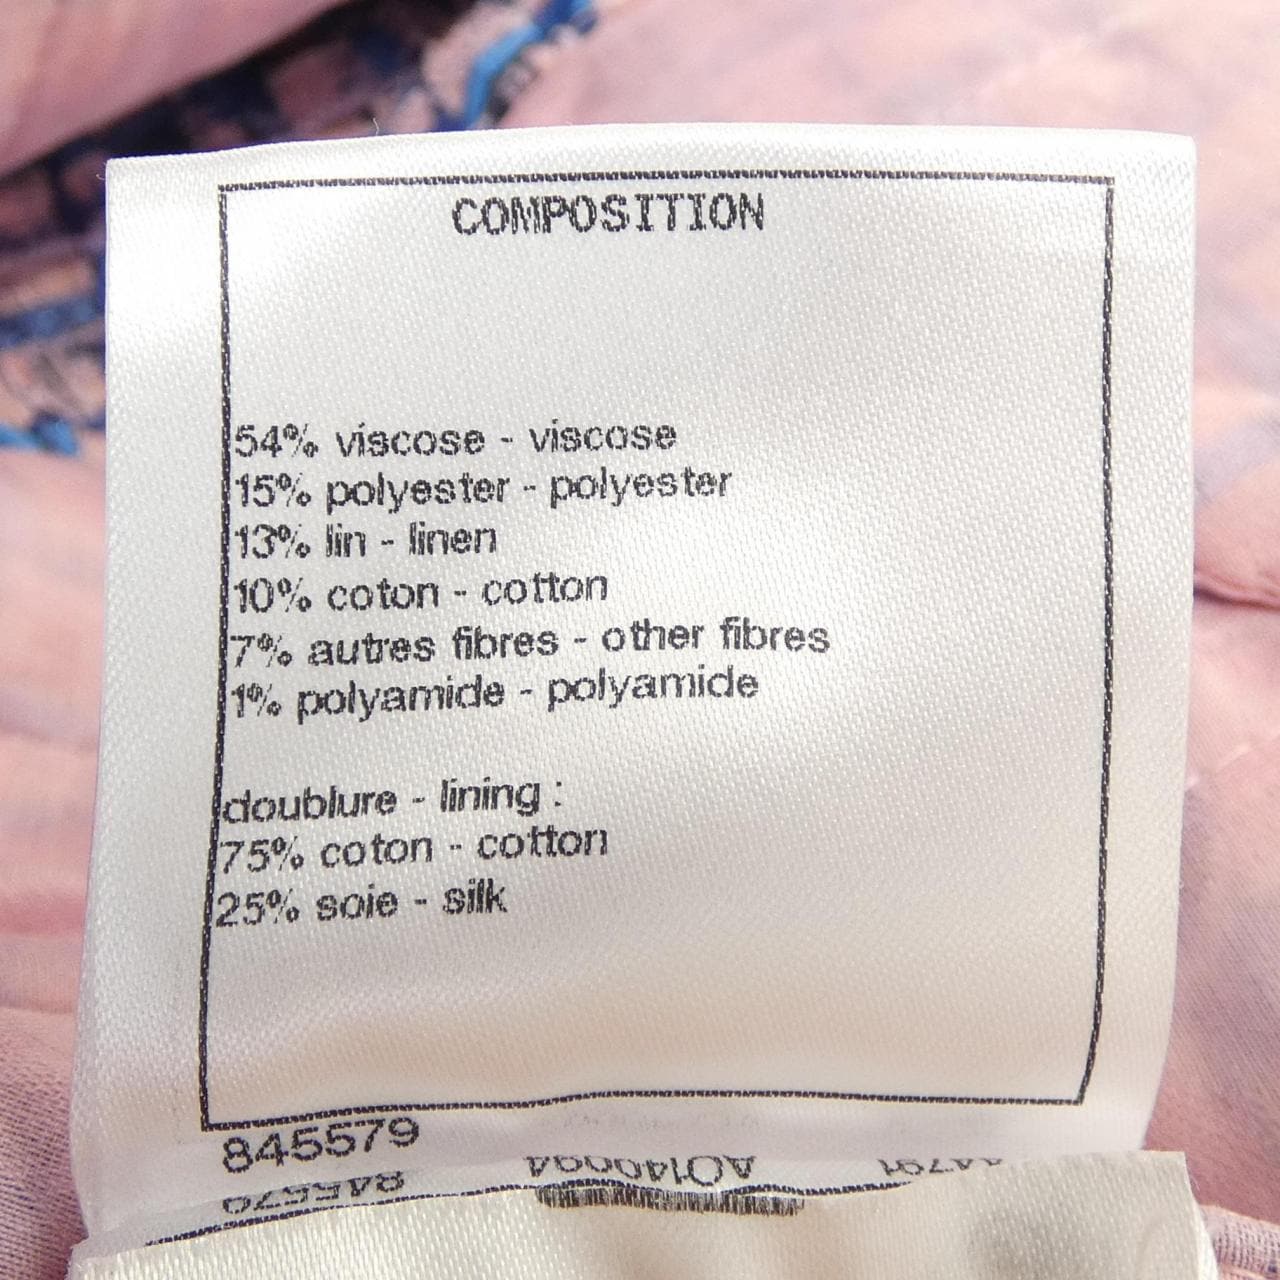 COMPOSITION
54% viscose - viscose
15% polyester - polyester
13% lin - linen
10% coton - cotton
7% autres fibres - other fibres
1% polyamide - polyamide
doublure - lining :
75% coton - cotton
25% soie - silk
845579